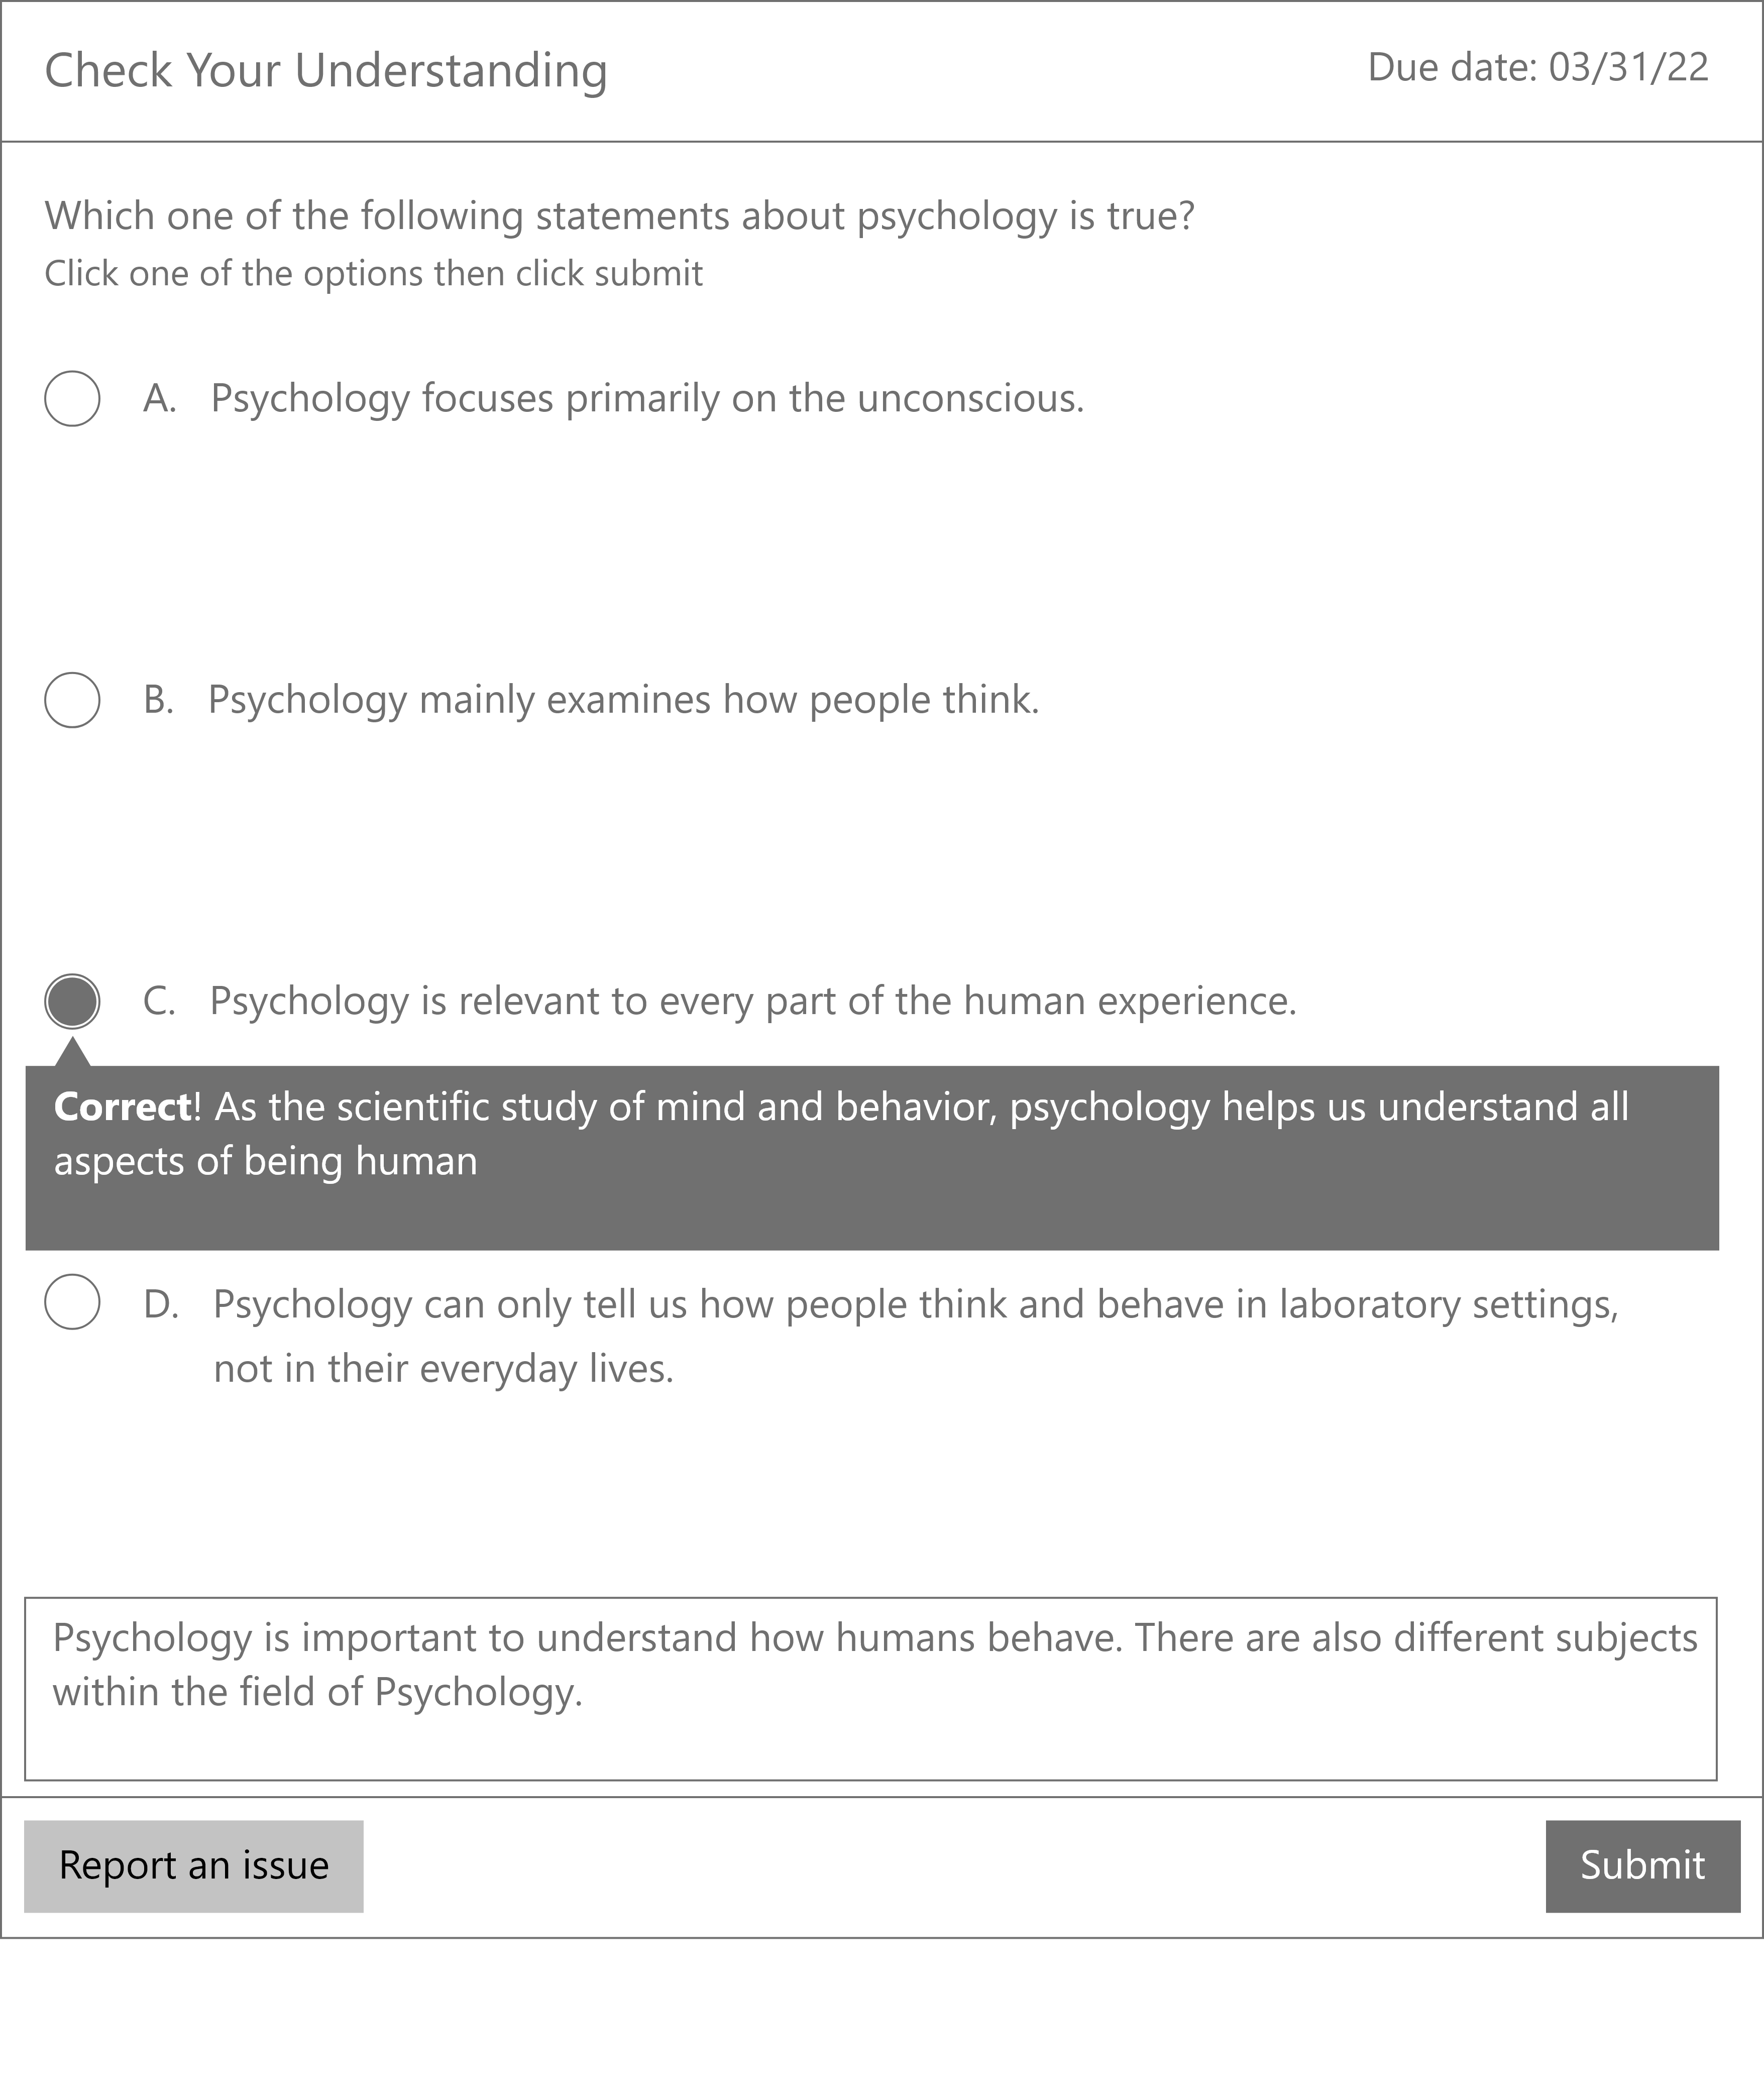 Check Your Understanding
Due date: 03/31/22
Which one of the following statements about psychology is true?
Click one of the options then click submit
A. Psychology focuses primarily on the unconscious.
B. Psychology mainly examines how people think.
C. Psychology is relevant to every part of the human experience.
Correct! As the scientific study of mind and behavior, psychology helps us understand all
aspects of being human
D. Psychology can only tell us how people think and behave in laboratory settings,
not in their everyday lives.
Psychology is important to understand how humans behave. There are also different subjects
within the field of Psychology.
Report an issue
Submit